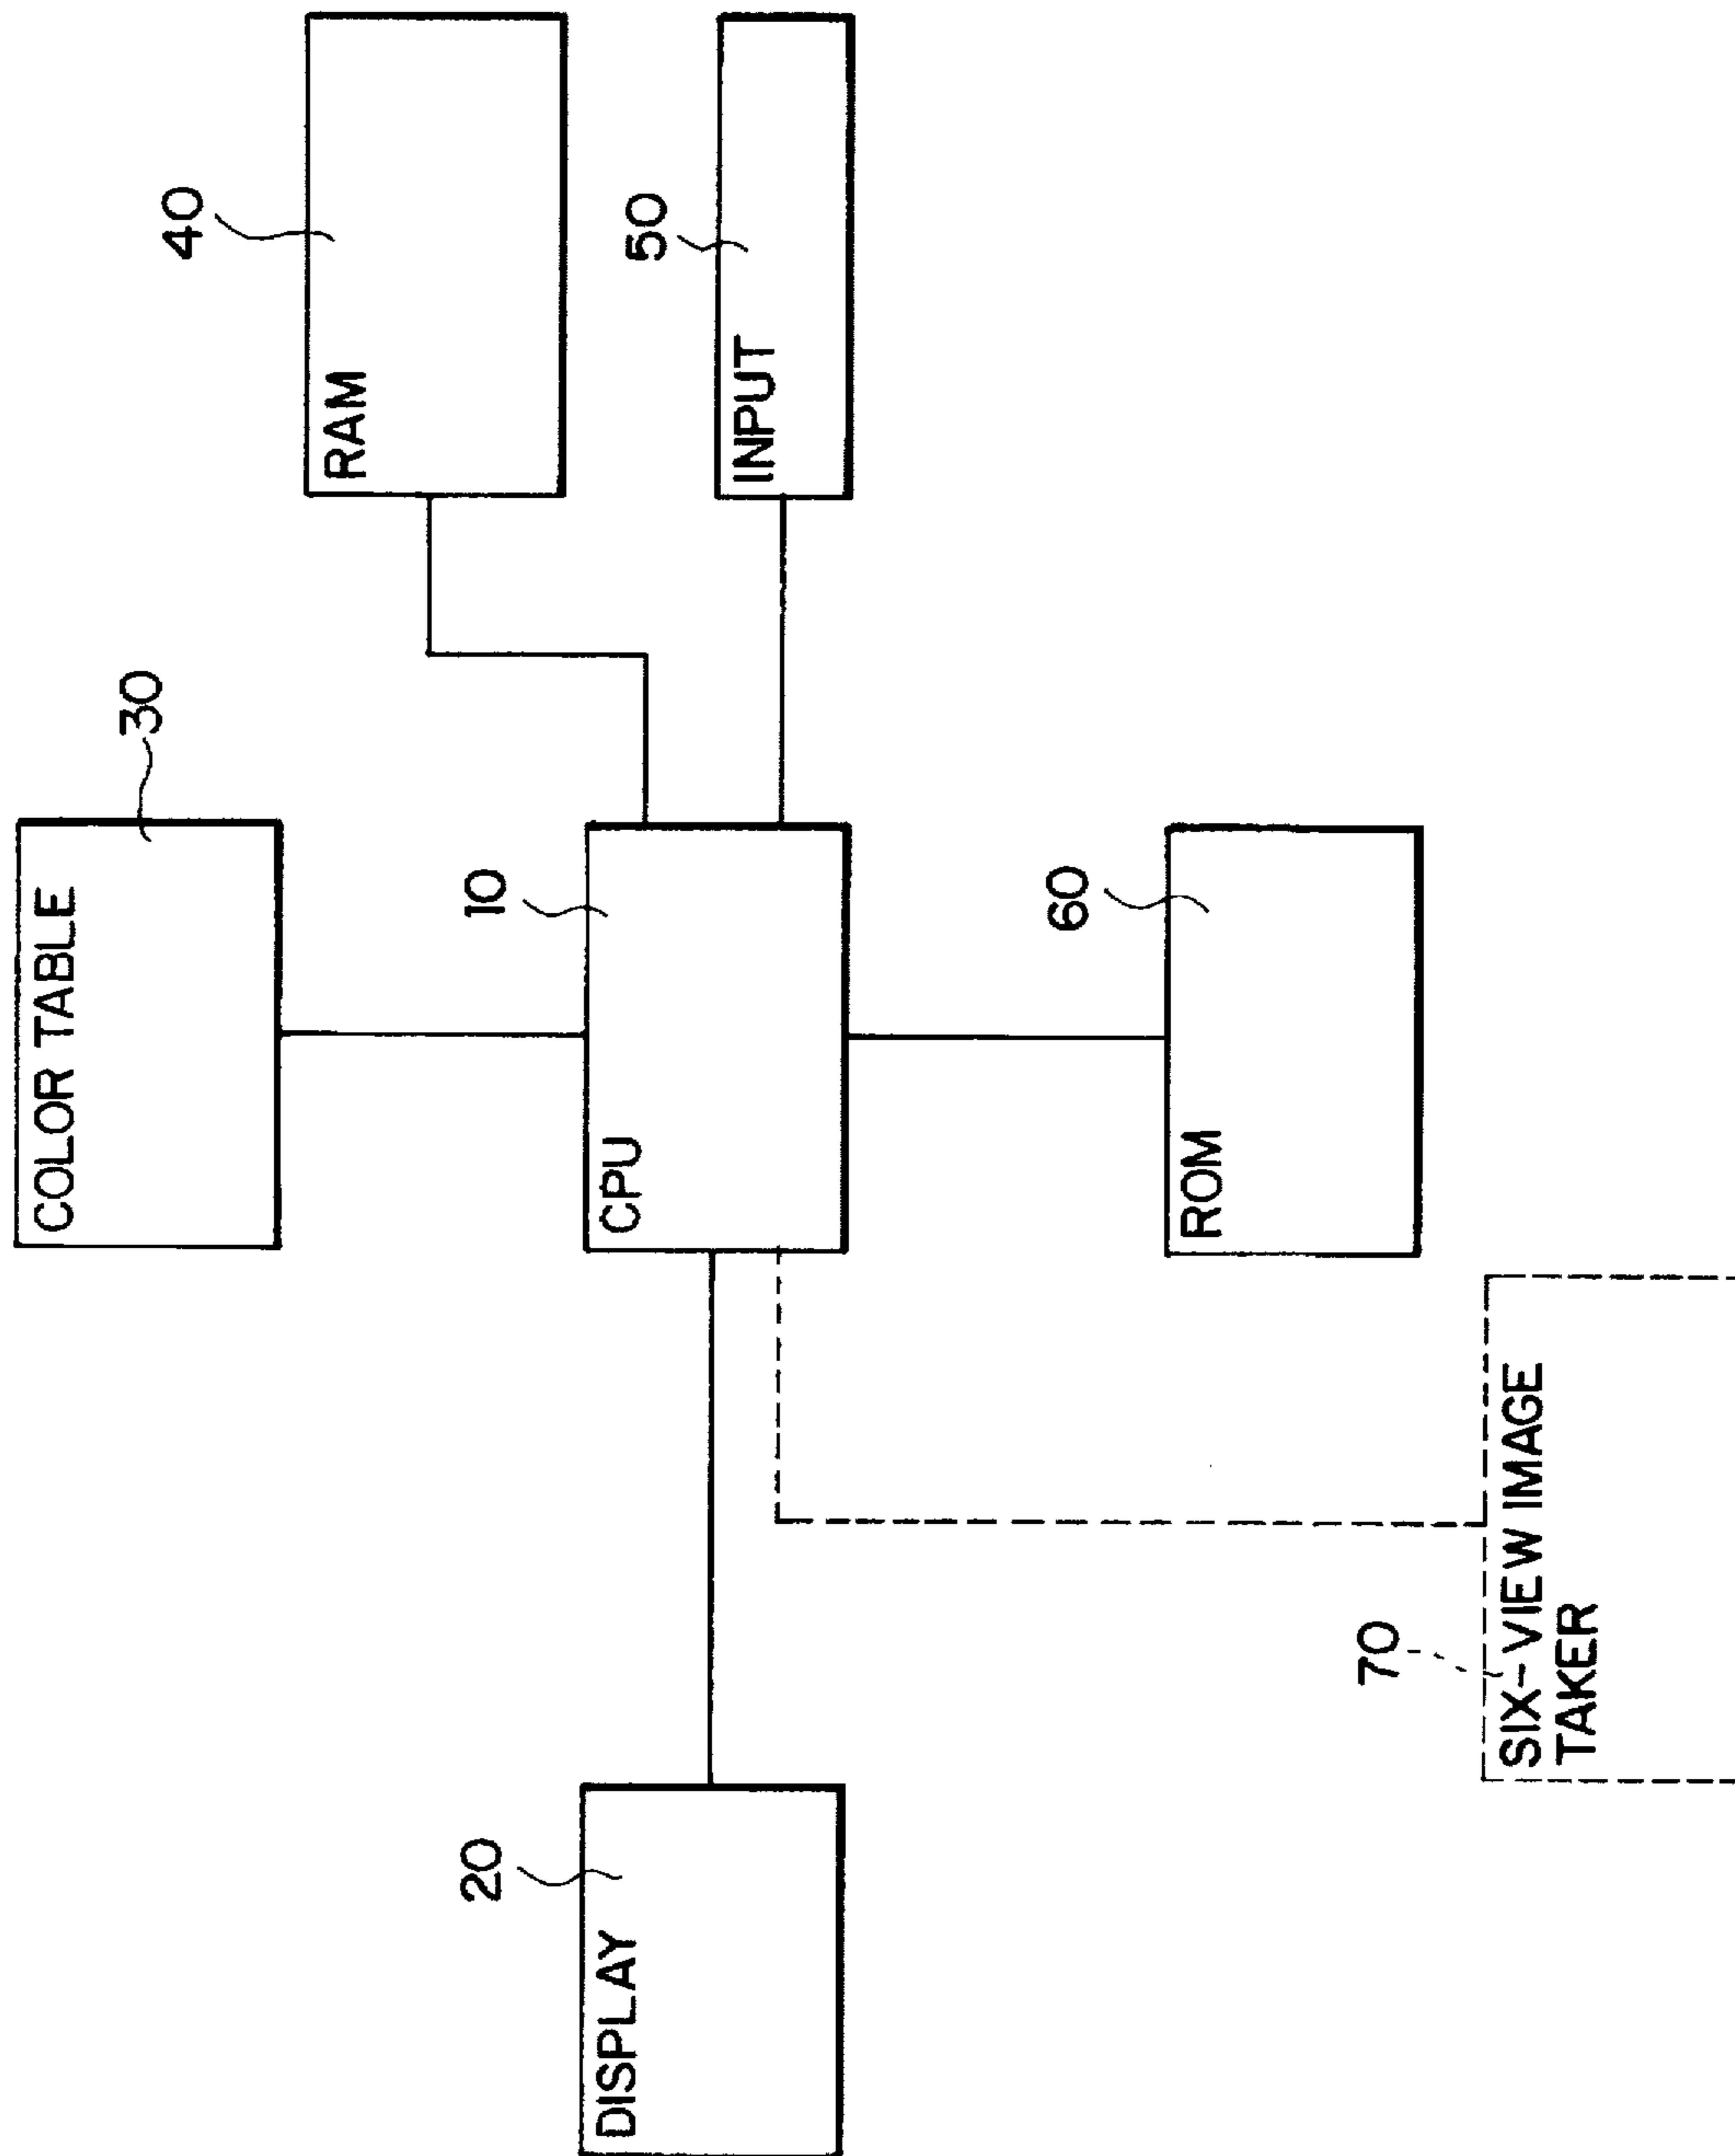 COLOR TABLE
30
40
RAM
20
10
50
DISPLAY
CPU
INPUT
60
ROM
70
SIX-VIEW IMAGE
TAKER